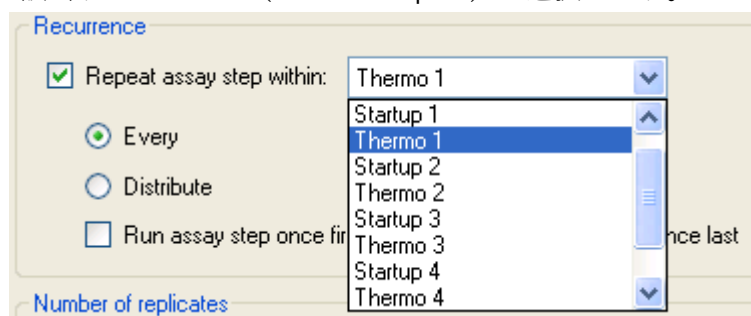 Recurrence
Repeat assay step within: Thermo 1
Startup 1
Every
Thermo 1
Startup 2
Distribute
Thermo 2
Startup 3
Run assay step once fir
Thermo 3
nce last
Startup 4
Number of replicates
Thermo 4